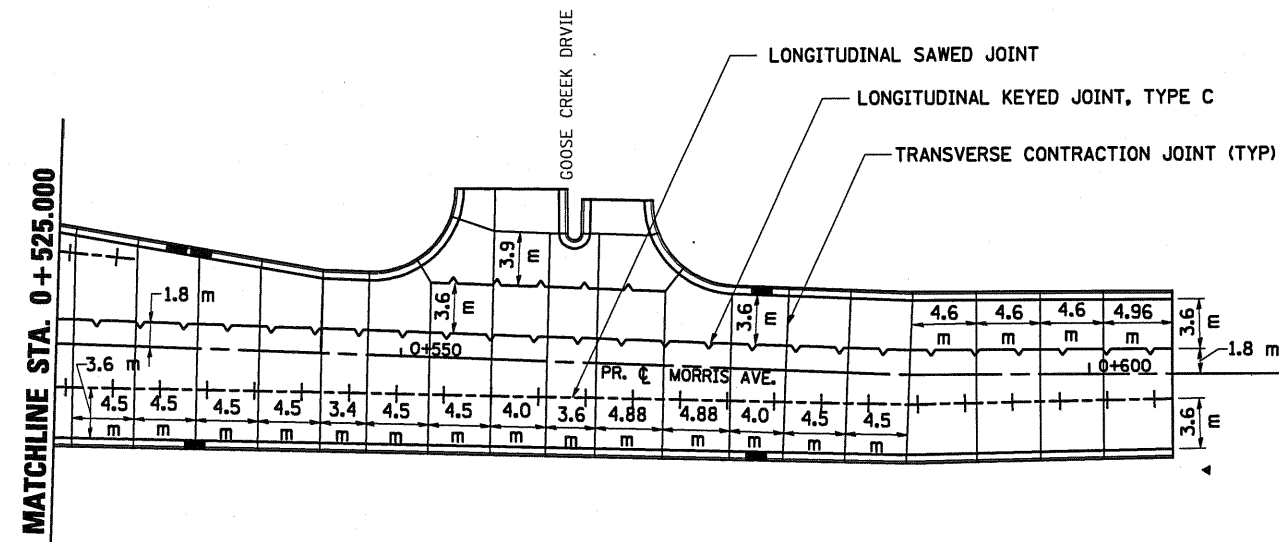 GOOSE CREEK DRVIE
LONGITUDINAL SAWED JOINT
LONGITUDINAL KEYED JOINT, TYPE C
TRANSVERSE CONTRACTION JOINT (TYP)
MATCHLINE STA. 0+525.000
3.9 m
1.8 m
3.6 m
3.6 m
4.6 m
4.6 m
4.6 m
4.96 m
3.6 m
0+550
1.8 m
3.6 m
PR. ℄ MORRIS AVE.
0+600
4.5 m
4.5 m
4.5 m
4.5 m
3.4 m
4.5 m
4.5 m
4.0 m
3.6 m
4.88 m
4.88 m
4.0 m
4.5 m
4.5 m
3.6 m